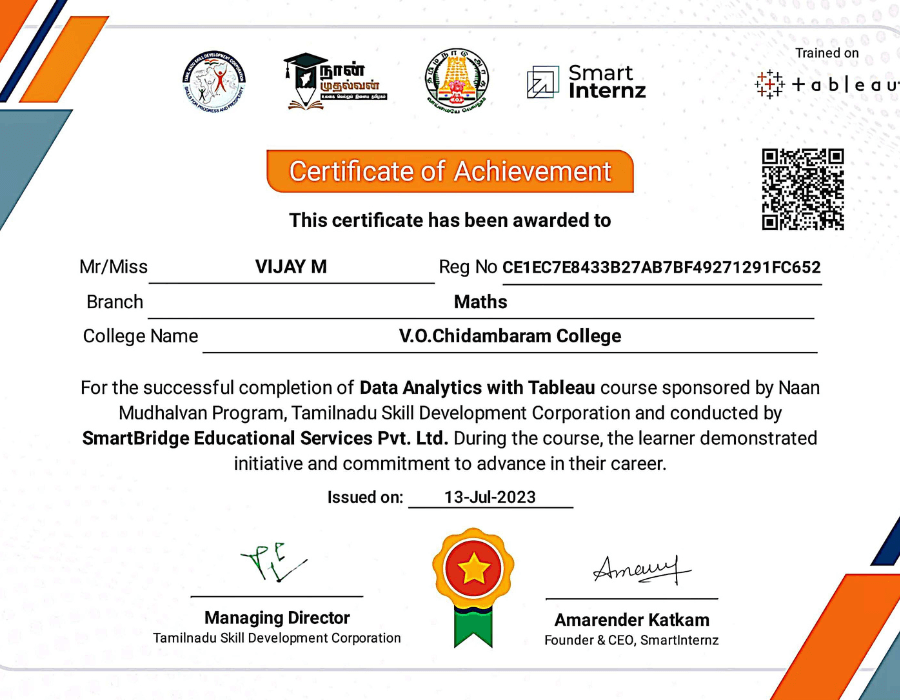 நான்
முதல்வன்
Smart
Internz
Trained on
+ableau
Certificate of Achievement
This certificate has been awarded to
Mr/Miss VIJAY M Reg No CE1EC7E8433B27AB7BF49271291FC652
Branch Maths
College Name V.O.Chidambaram College
For the successful completion of Data Analytics with Tableau course sponsored by Naan
Mudhalvan Program, Tamilnadu Skill Development Corporation and conducted by
SmartBridge Educational Services Pvt. Ltd. During the course, the learner demonstrated
initiative and commitment to advance in their career.
Issued on: 13-Jul-2023
Managing Director
Tamilnadu Skill Development Corporation
Amarender Katkam
Founder & CEO, SmartInternz